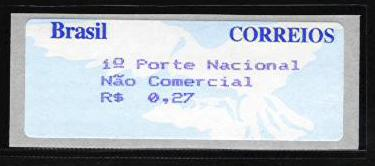 Brasil CORREIOS
1º Porte Nacional
Não Comercial
R$ 0,27